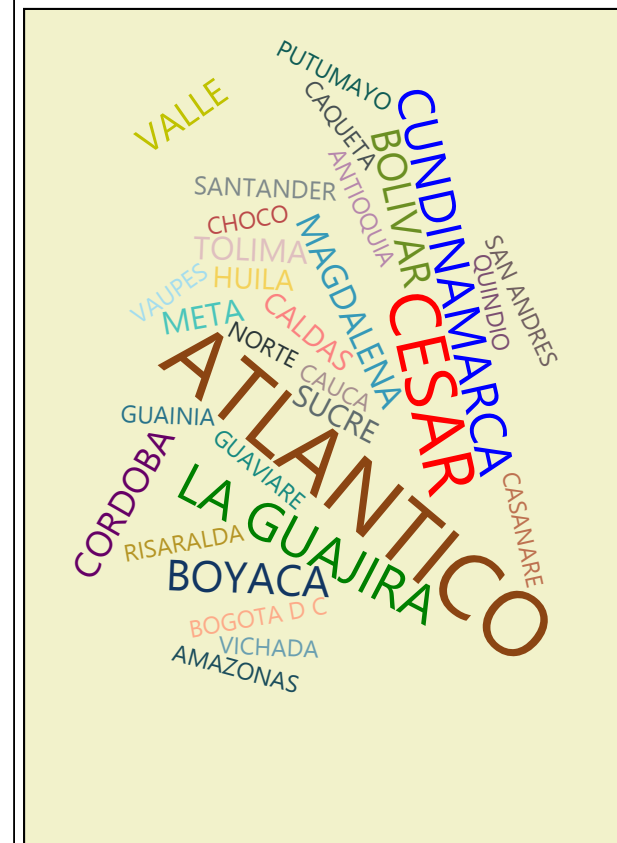 PUTUMAYO
VALLE
CAQUETA
CUNDINAMARCA
BOLIVAR
ANTIOQUIA
SANTANDER
CHOCO
MAGDALENA
TOLIMA
SAN ANDRES
QUINDIO
VAUPES
HUILA
META
CALDAS
CESAR
NORTE
ATLANTICO
CAUCA
SUCRE
GUAINIA
GUAVIARE
CORDOBA
LA GUAJIRA
CASANARE
RISARALDA
BOYACA
BOGOTA D C
VICHADA
AMAZONAS